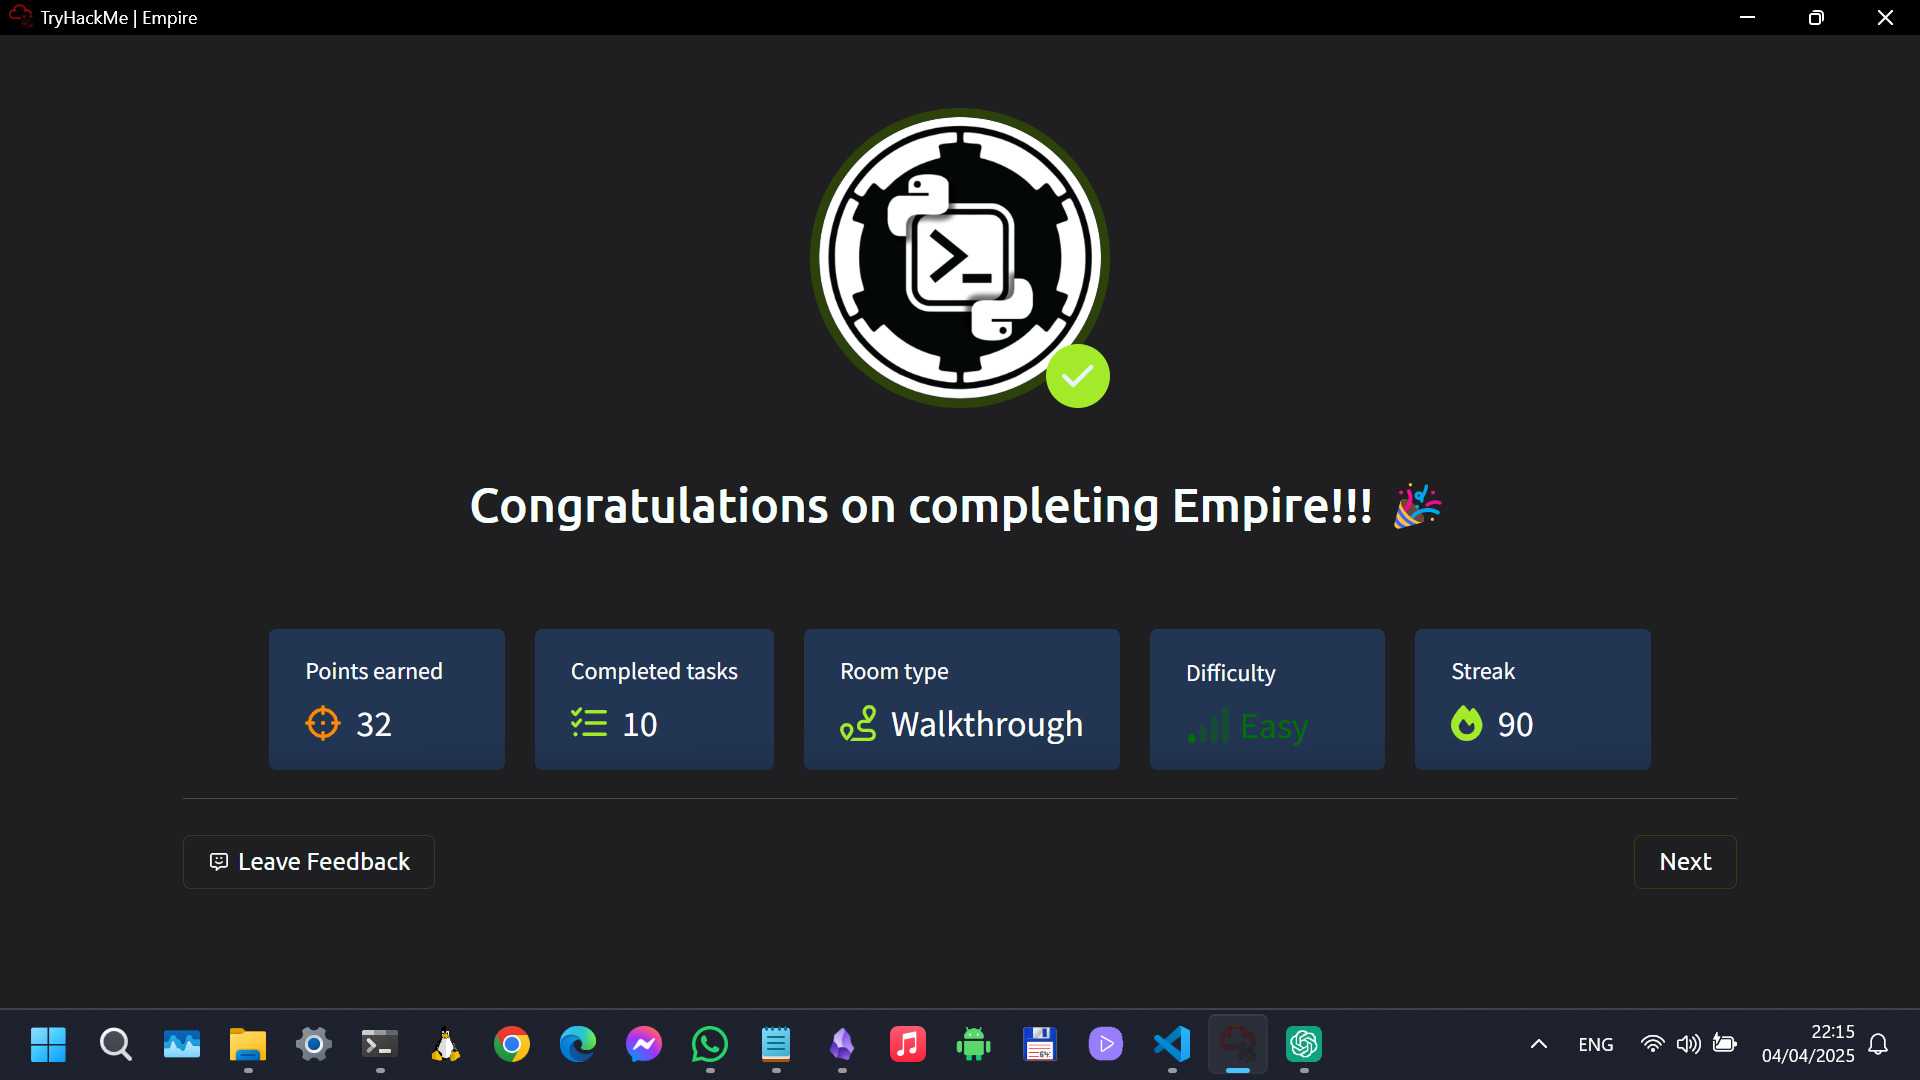 TryHackMe | Empire
Congratulations on completing Empire!!! 🎉
Points earned
32
Completed tasks
10
Room type
Walkthrough
Difficulty
Easy
Streak
90
Leave Feedback
Next
64
ENG
22:15
04/04/2025